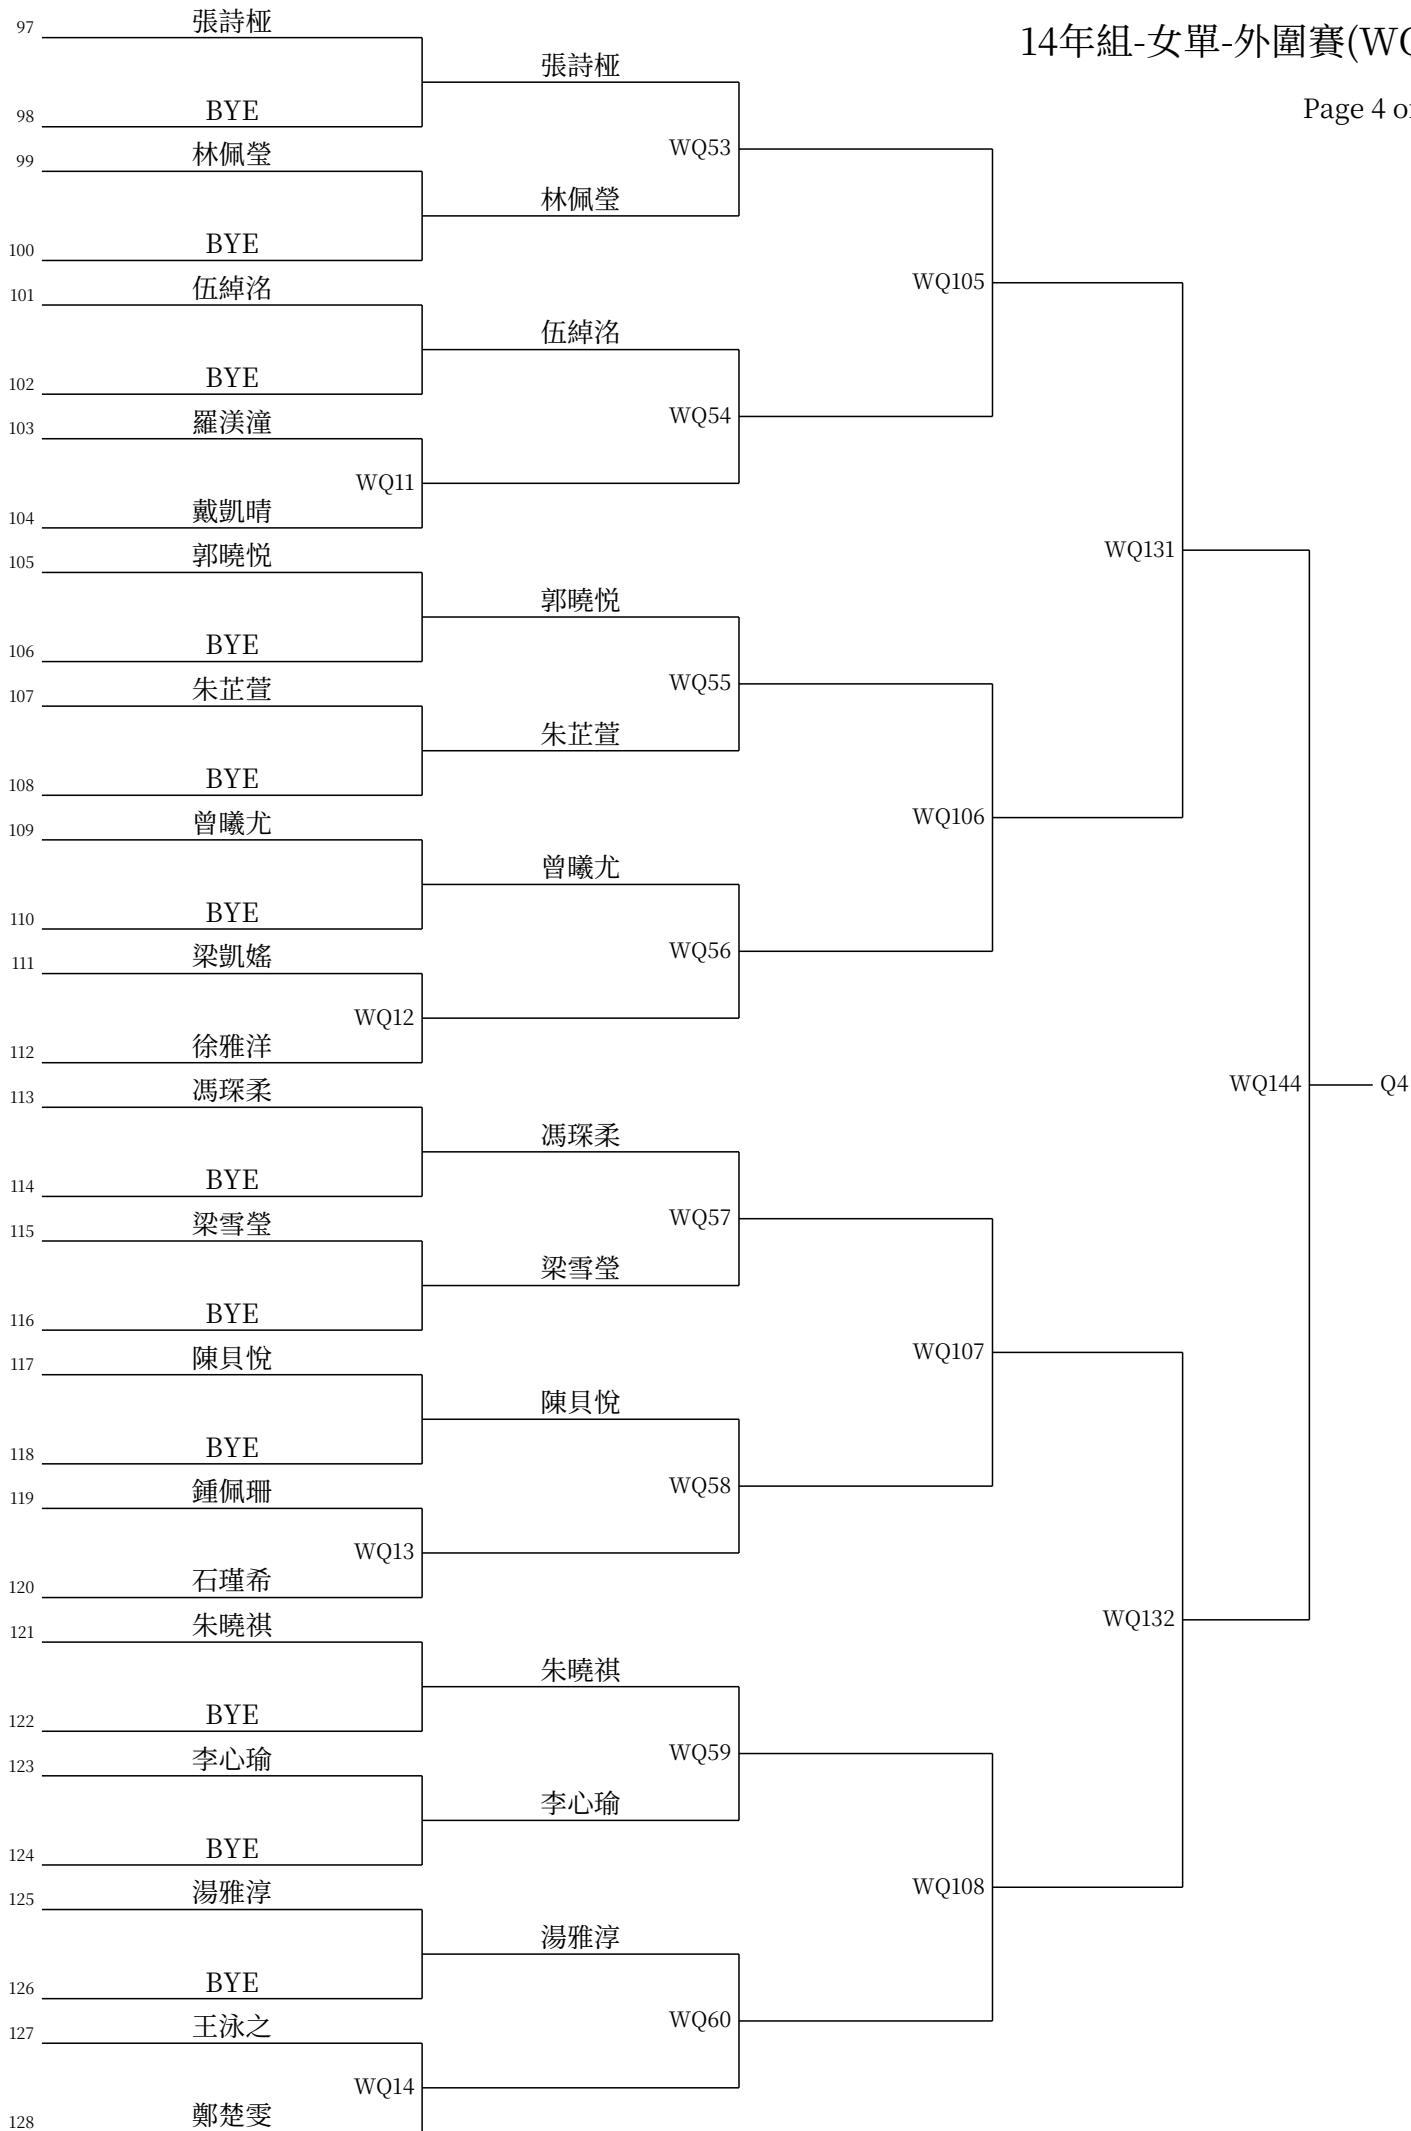 14年組-女單-外圍賽(WQ
Page 4 of
97 張詩桠
張詩桠
98 BYE
WQ53
99 林佩瑩
林佩瑩
100 BYE
WQ105
101 伍綽洺
伍綽洺
102 BYE
WQ54
103 羅渼潼
WQ11
104 戴凱晴
WQ131
105 郭曉悦
郭曉悦
106 BYE
WQ55
107 朱芷萱
朱芷萱
108 BYE
WQ106
109 曾曦尤
曾曦尤
110 BYE
WQ56
111 梁凱嫆
WQ12
112 徐雅洋
WQ144 Q4
113 馮琛柔
馮琛柔
114 BYE
WQ57
115 梁雪瑩
梁雪瑩
116 BYE
WQ107
117 陳貝悅
陳貝悅
118 BYE
WQ58
119 鍾佩珊
WQ13
120 石瑾希
WQ132
121 朱曉祺
朱曉祺
122 BYE
WQ59
123 李心瑜
李心瑜
124 BYE
WQ108
125 湯雅淳
湯雅淳
126 BYE
WQ60
127 王泳之
WQ14
128 鄭楚雯